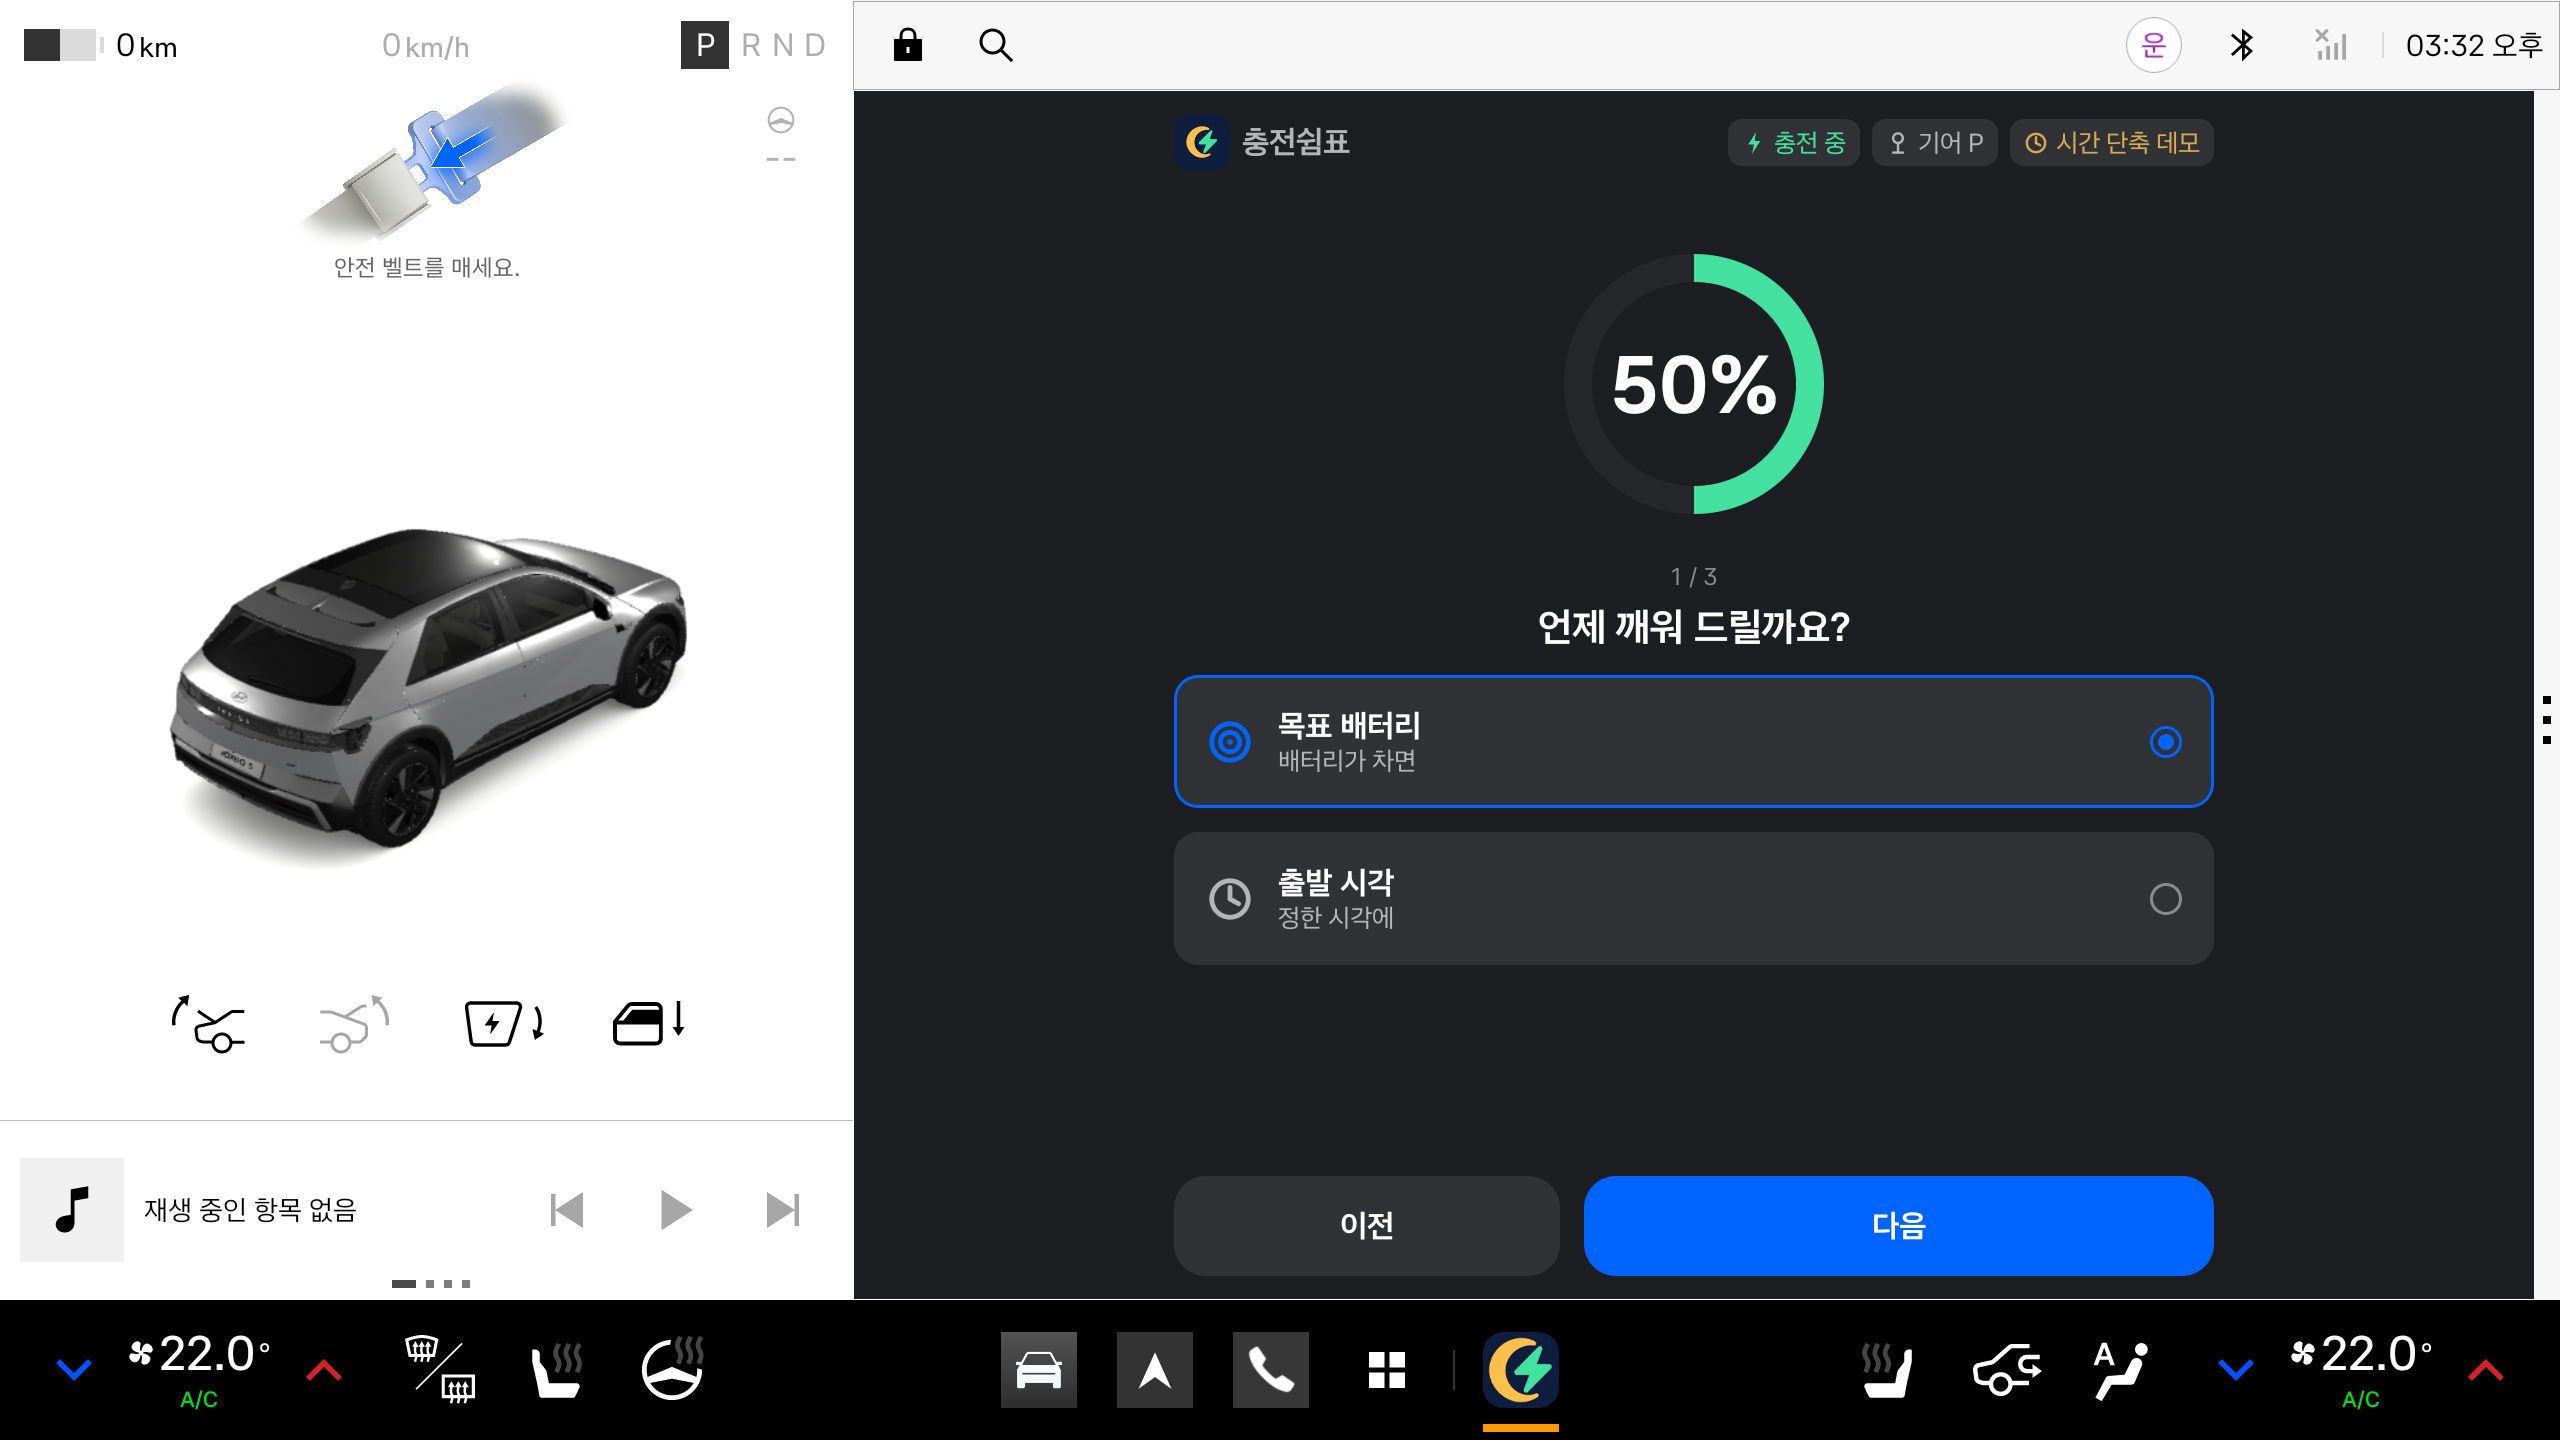 0 km
0 km/h
P R N D
안전 벨트를 매세요.
재생 중인 항목 없음
운
03:32 오후
충전쉼표
충전 중
기어 P
시간 단축 데모
50%
1 / 3
언제 깨워 드릴까요?
목표 배터리
배터리가 차면
출발 시각
정한 시각에
이전
다음
22.0°
A/C
A
22.0°
A/C